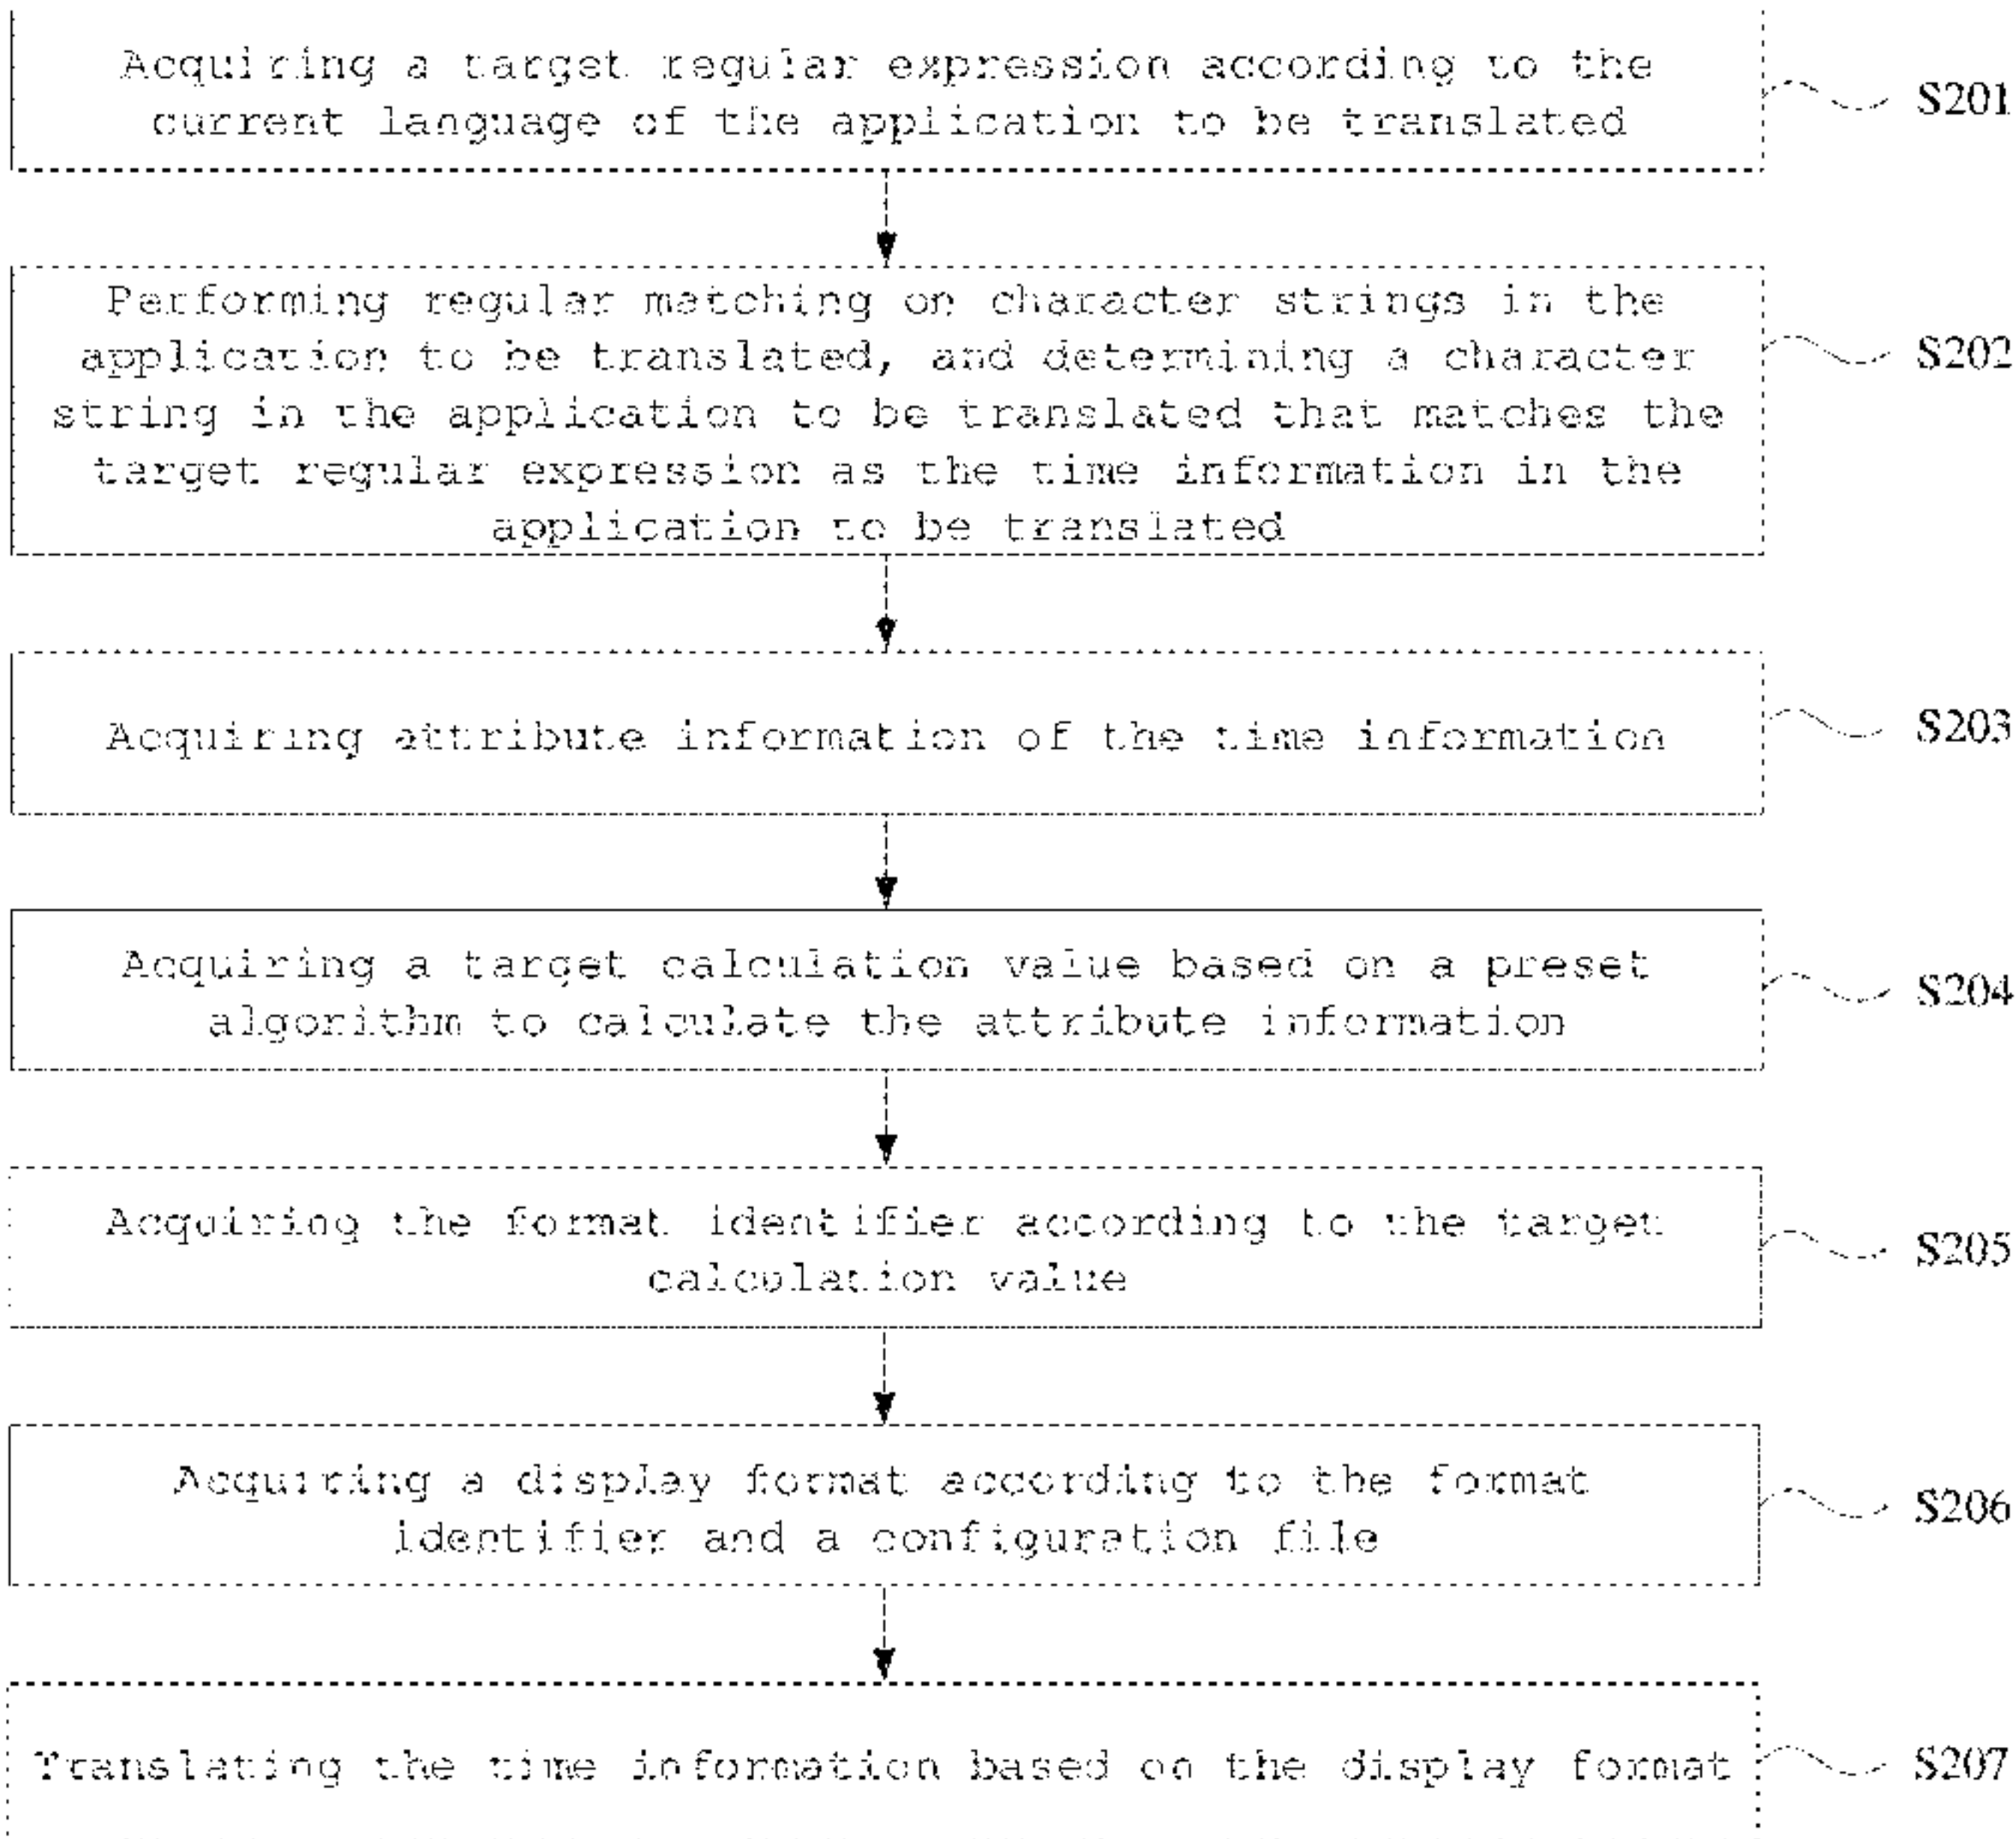 Acquiring a target regular expression according to the
current language of the application to be translated
S201
Performing regular matching on character strings in the
application to be translated, and determining a character
string in the application to be translated that matches the
target regular expression as the time information in the
application to be translated
S202
Acquiring attribute information of the time information
S203
Acquiring a target calculation value based on a preset
algorithm to calculate the attribute information
S204
Acquiring the format identifier according to the target
calculation value
S205
Acquiring a display format according to the format
identifier and a configuration file
S206
Translating the time information based on the display format
S207